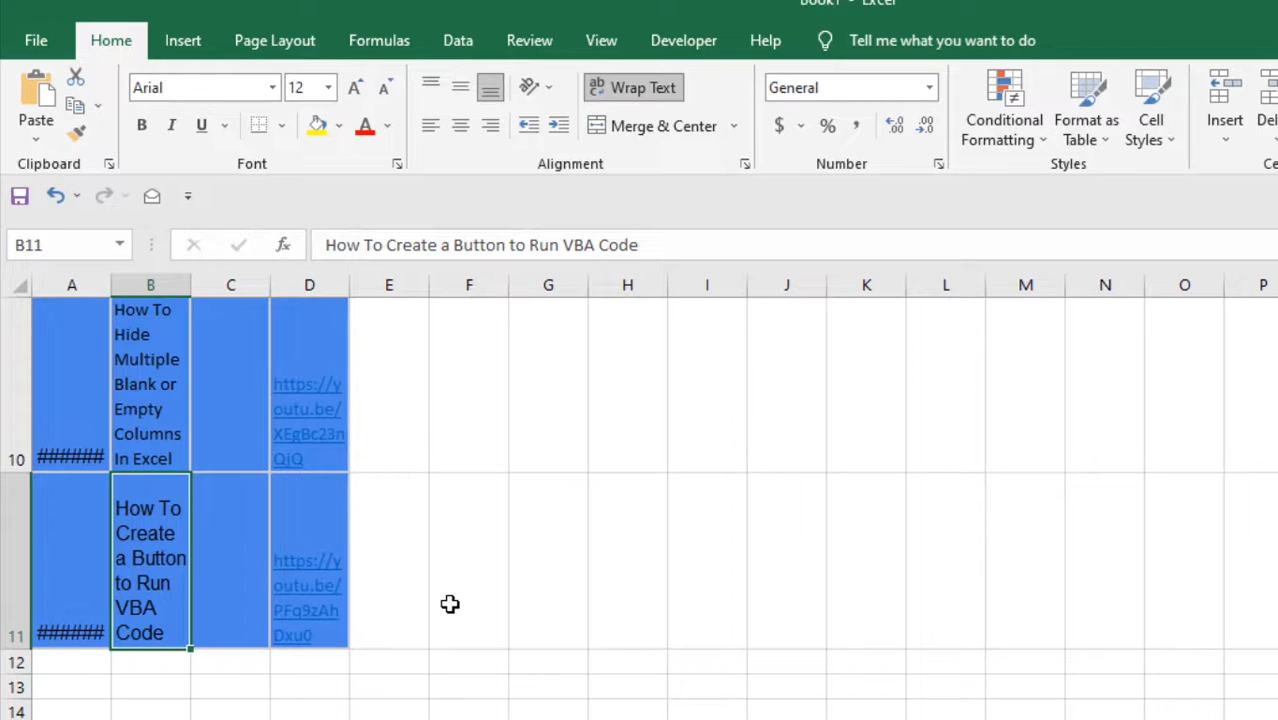 Book1 - Excel
File Home Insert Page Layout Formulas Data Review View Developer Help Tell me what you want to do
Arial 12 Wrap Text General
Paste B I U Merge & Center $ % Conditional Formatting Format as Table Cell Styles Insert
Clipboard Font Alignment Number Styles
B11 fx How To Create a Button to Run VBA Code
A B C D E F G H I J K L M N O P
How To
Hide
Multiple
Blank or
Empty
Columns
In Excel
https://y
outu.be/
XEgBc23n
QjQ
10 ######
How To
Create
a Button
to Run
VBA
Code
https://y
outu.be/
PFq9zAh
Dxu0
11 ######
12
13
14